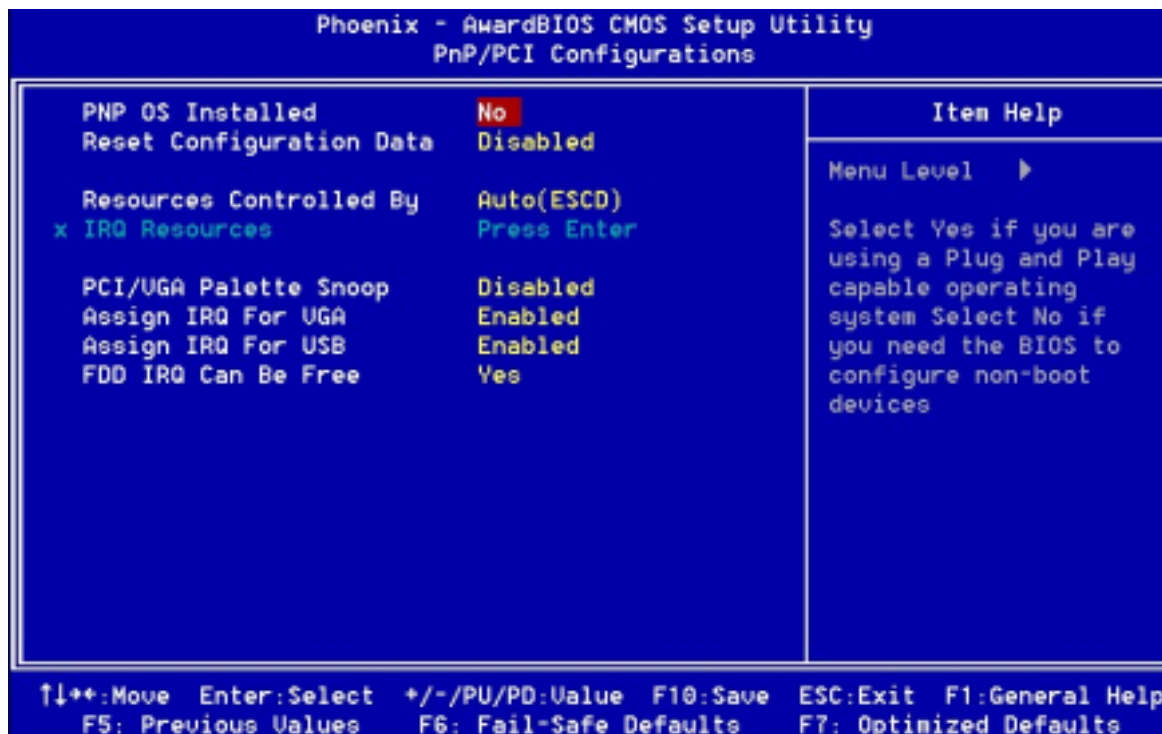 Phoenix - AwardBIOS CMOS Setup Utility
PnP/PCI Configurations
PNP OS Installed No
Reset Configuration Data Disabled
Resources Controlled By Auto(ESCD)
x IRQ Resources Press Enter
PCI/VGA Palette Snoop Disabled
Assign IRQ For VGA Enabled
Assign IRQ For USB Enabled
FDD IRQ Can Be Free Yes
Item Help
Menu Level ▶
Select Yes if you are
using a Plug and Play
capable operating
system Select No if
you need the BIOS to
configure non-boot
devices
↑↓→←:Move Enter:Select +/-/PU/PD:Value F10:Save ESC:Exit F1:General Help
F5: Previous Values F6: Fail-Safe Defaults F7: Optimized Defaults